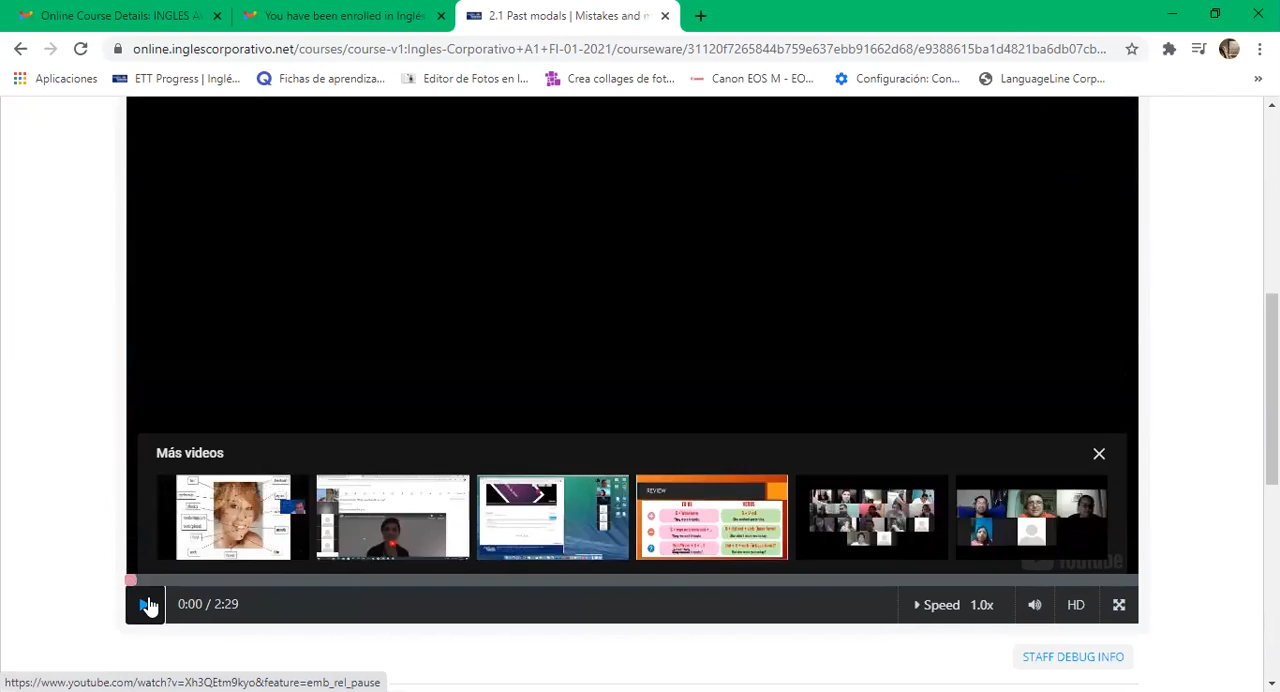 Online Course Details: INGLES A
You have been enrolled in Inglés
2.1 Past modals | Mistakes and m
online.inglescorporativo.net/courses/course-v1:Ingles-Corporativo+A1+FI-01-2021/courseware/31120f7265844b759e637ebb91662d68/e9388615ba1d4821ba6db07cb...
Aplicaciones
ETT Progress | Inglé...
Fichas de aprendiza...
Editor de Fotos en l...
Crea collages de fot...
Canon EOS M - EO...
Configuración: Con...
LanguageLine Corp...
»
Más videos
REVIEW
YouTube
0:00 / 2:29
Speed 1.0x
HD
STAFF DEBUG INFO
https://www.youtube.com/watch?v=Xh3QEtm9kyo&feature=emb_rel_pause